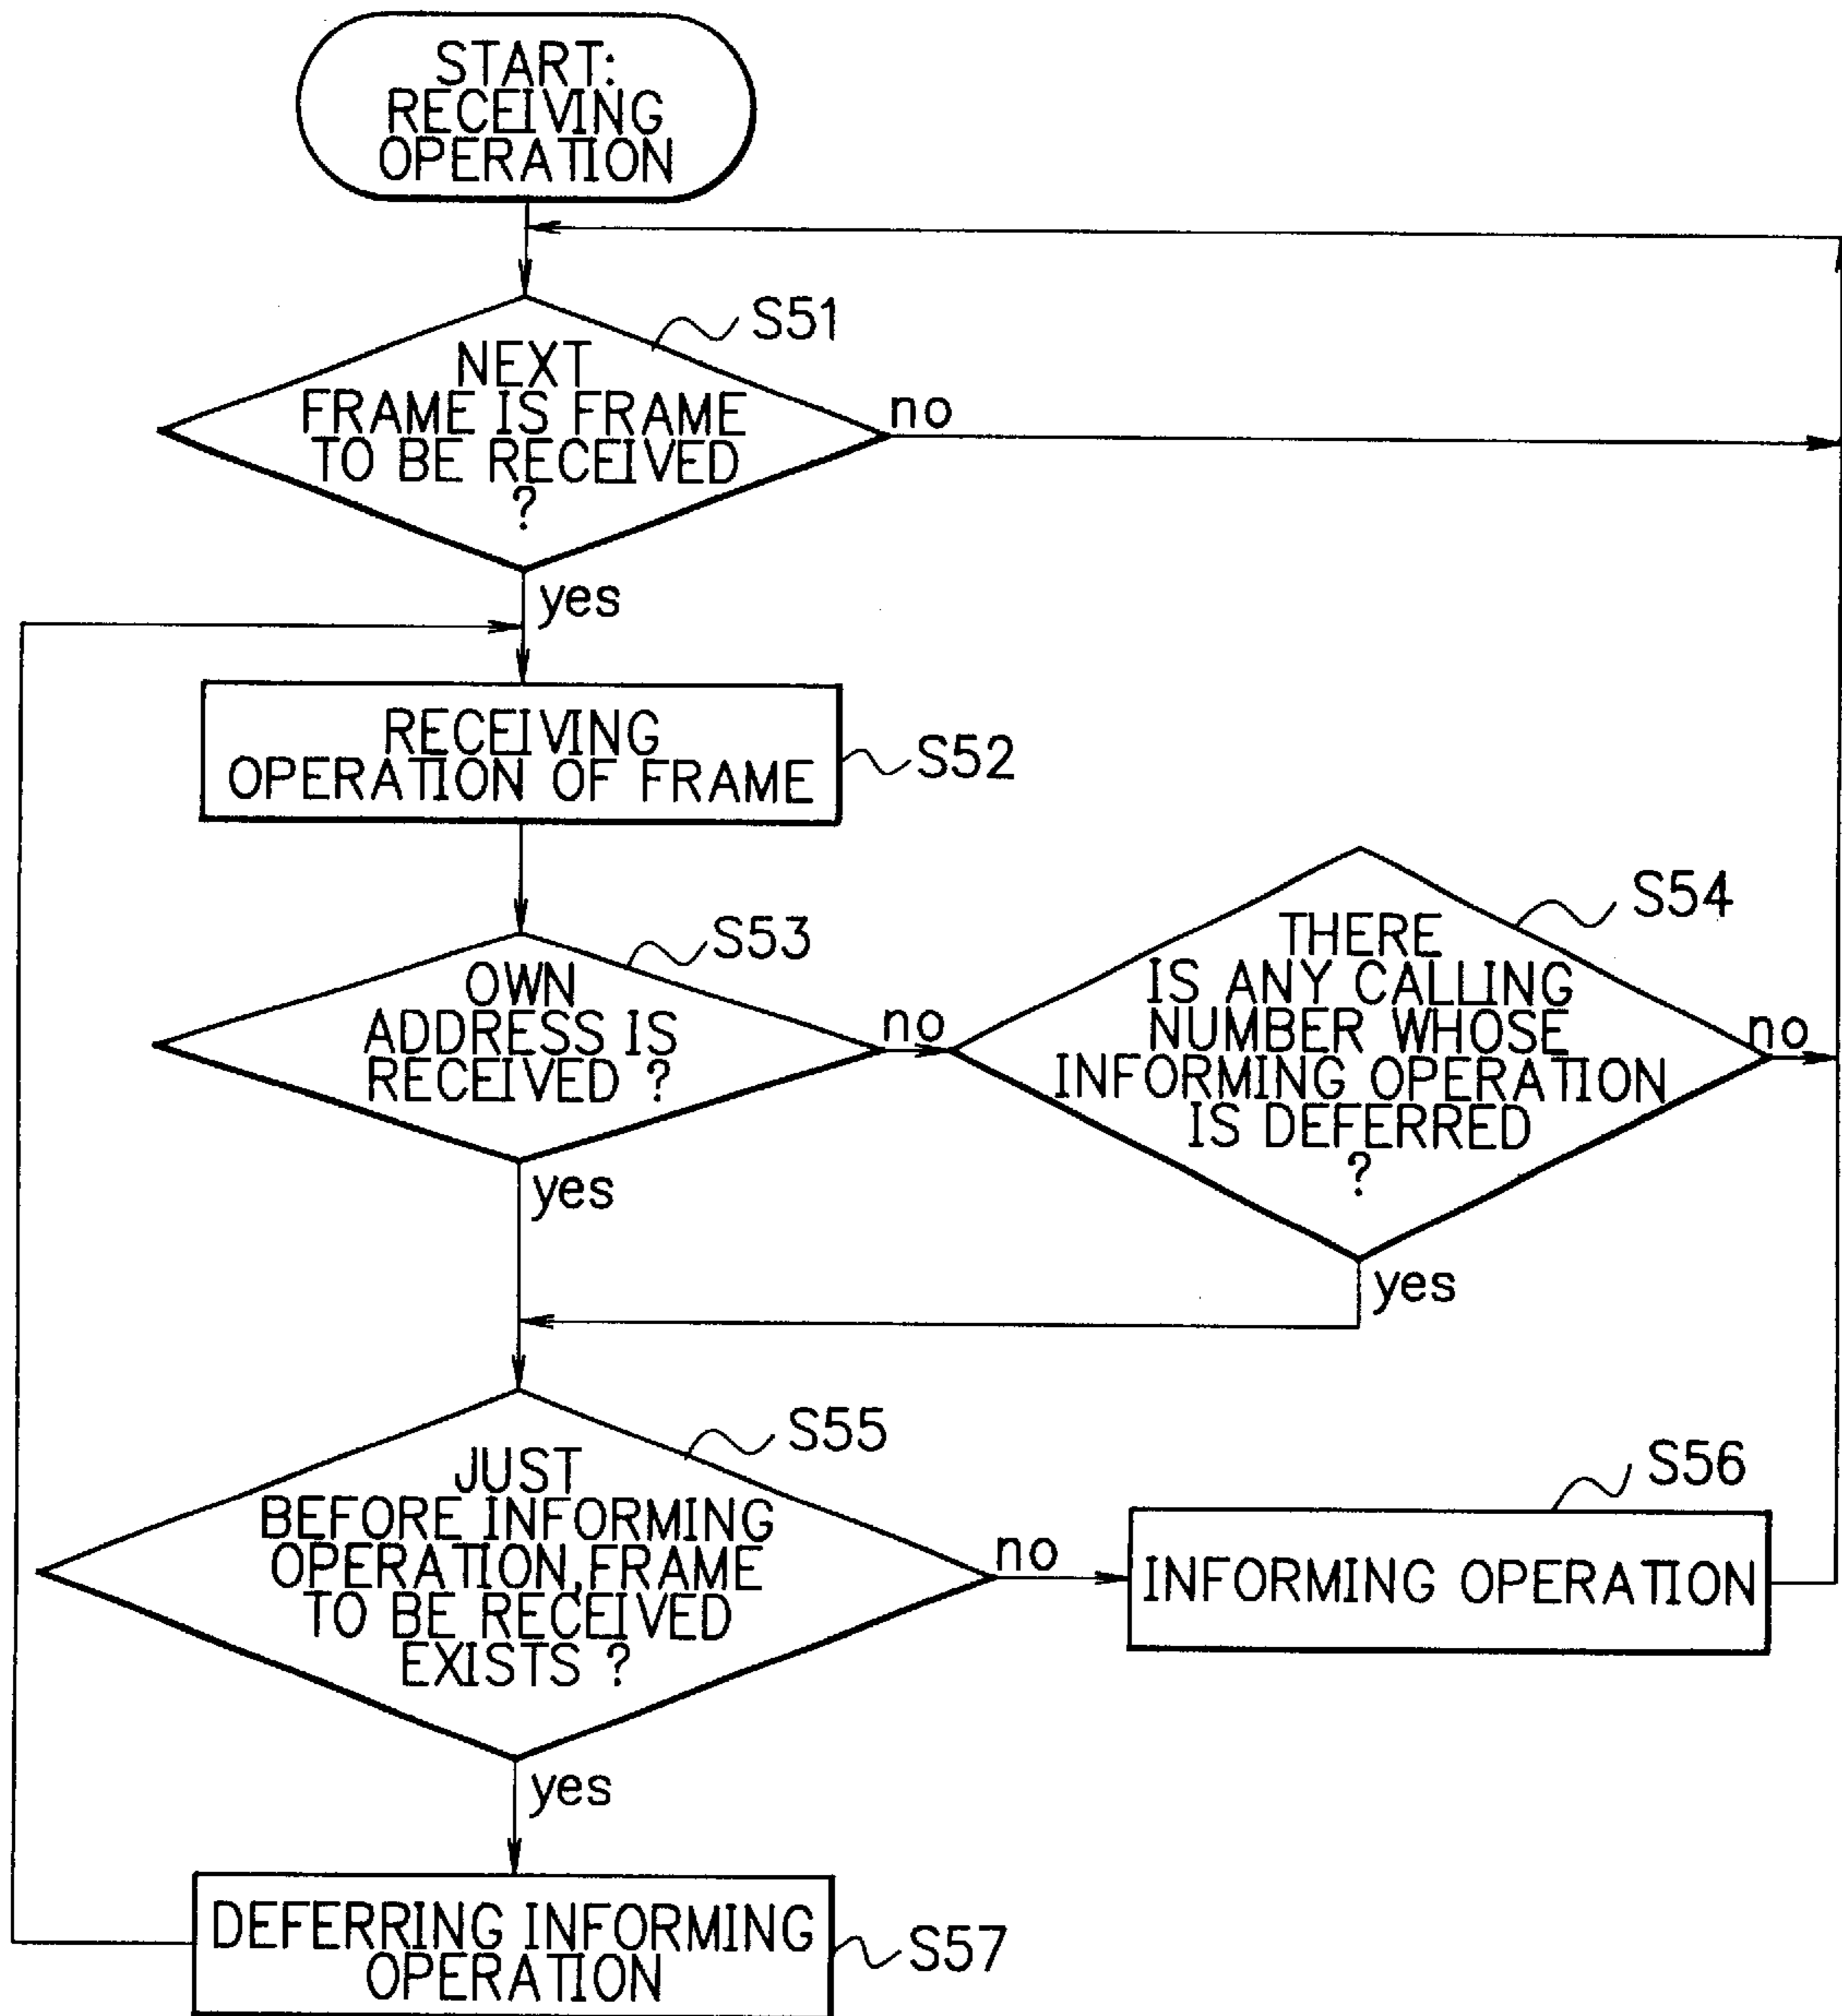 START:
RECEIVING
OPERATION
S51
NEXT
FRAME IS FRAME
TO BE RECEIVED
?
no
yes
RECEIVING
OPERATION OF FRAME
S52
S53
OWN
ADDRESS IS
RECEIVED ?
no
yes
S54
THERE
IS ANY CALLING
NUMBER WHOSE
INFORMING OPERATION
IS DEFERRED
?
no
yes
S55
JUST
BEFORE INFORMING
OPERATION,FRAME
TO BE RECEIVED
EXISTS ?
no
yes
S56
INFORMING OPERATION
DEFERRING INFORMING
OPERATION
S57